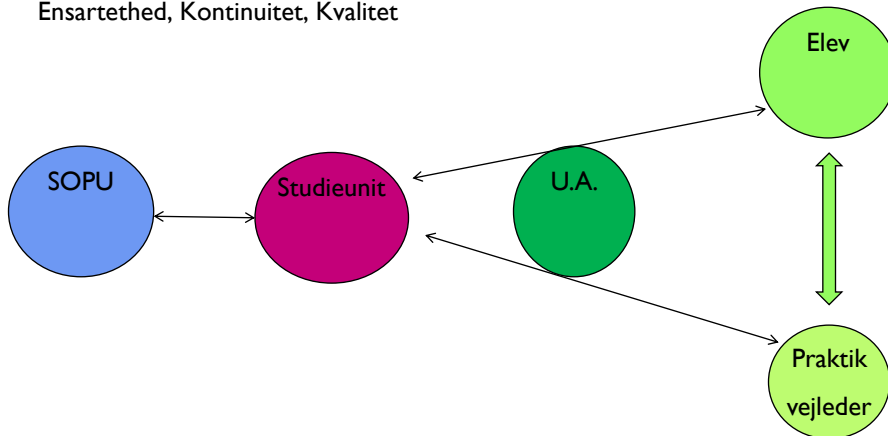 Ensartethed, Kontinuitet, Kvalitet
Elev
SOPU
Studieunit
U.A.
Praktik
vejleder